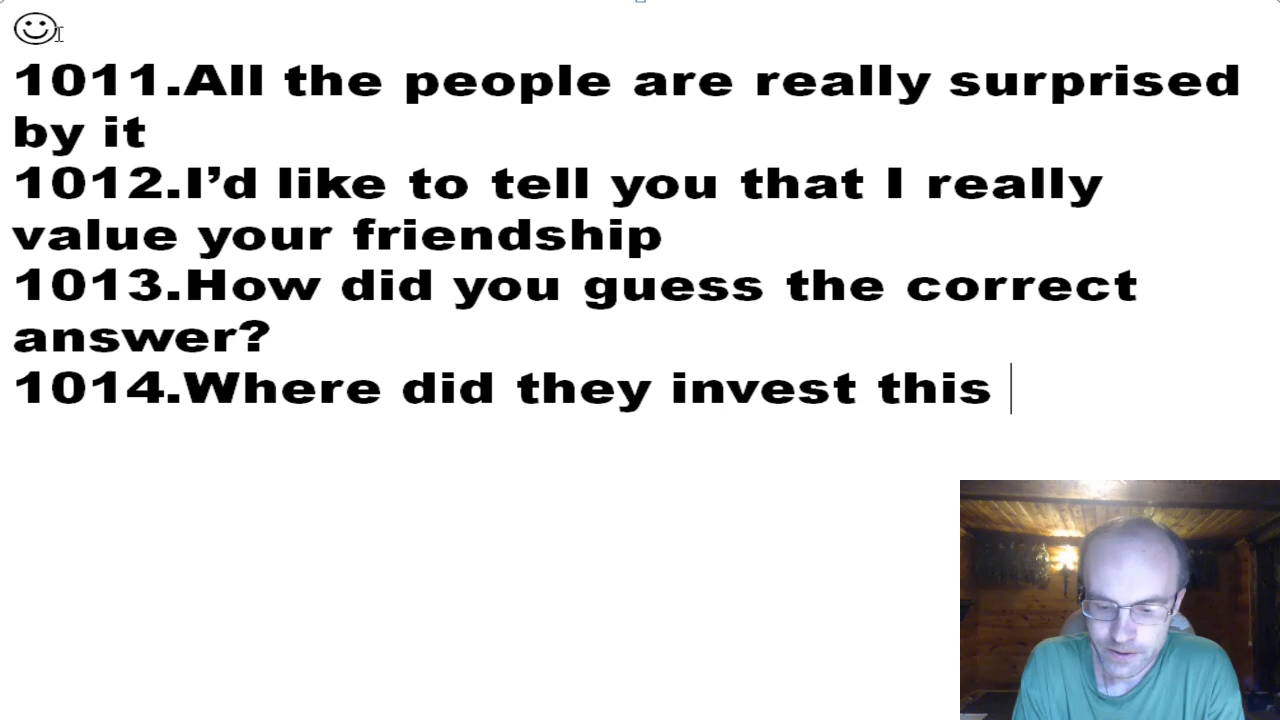 1011.All the people are really surprised
by it
1012.I’d like to tell you that I really
value your friendship
1013.How did you guess the correct
answer?
1014.Where did they invest this